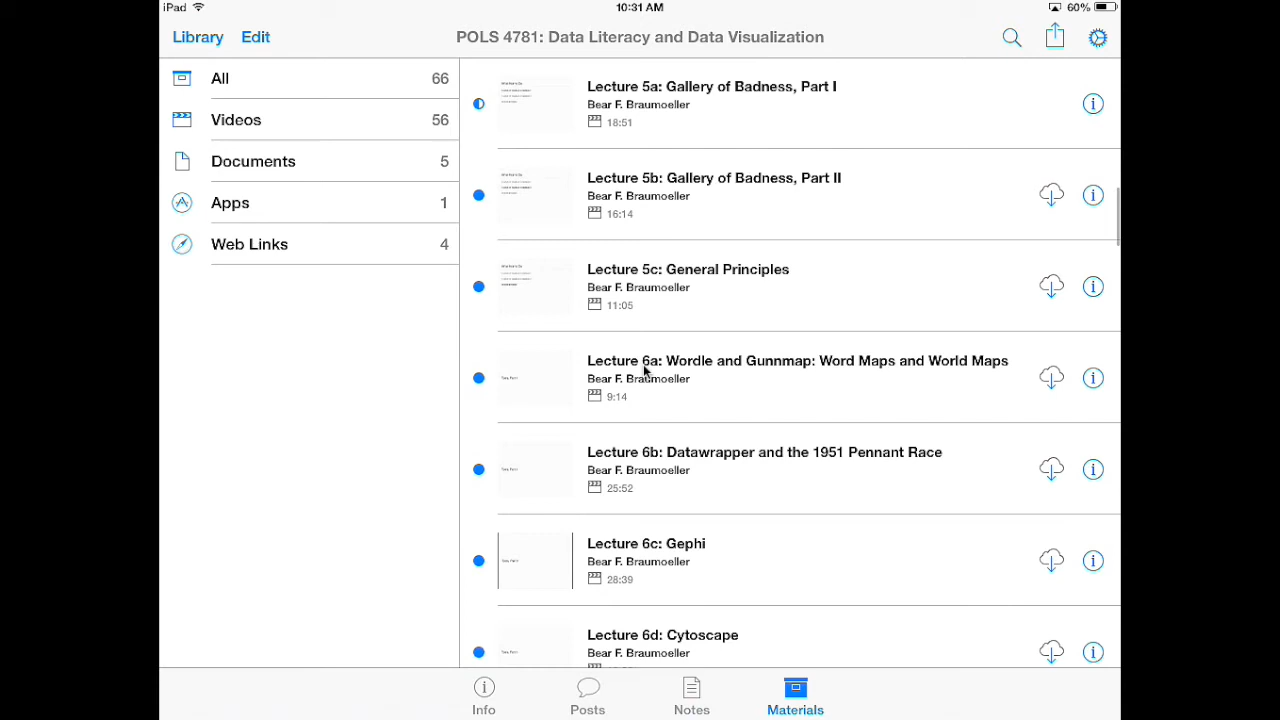 iPad 10:31 AM 60%
Library Edit POLS 4781: Data Literacy and Data Visualization
All 66
Videos 56
Documents 5
Apps 1
Web Links 4
Lecture 5a: Gallery of Badness, Part I
Bear F. Braumoeller
18:51
Lecture 5b: Gallery of Badness, Part II
Bear F. Braumoeller
16:14
Lecture 5c: General Principles
Bear F. Braumoeller
11:05
Lecture 6a: Wordle and Gunnmap: Word Maps and World Maps
Bear F. Braumoeller
9:14
Lecture 6b: Datawrapper and the 1951 Pennant Race
Bear F. Braumoeller
25:52
Lecture 6c: Gephi
Bear F. Braumoeller
28:39
Lecture 6d: Cytoscape
Bear F. Braumoeller
Info Posts Notes Materials